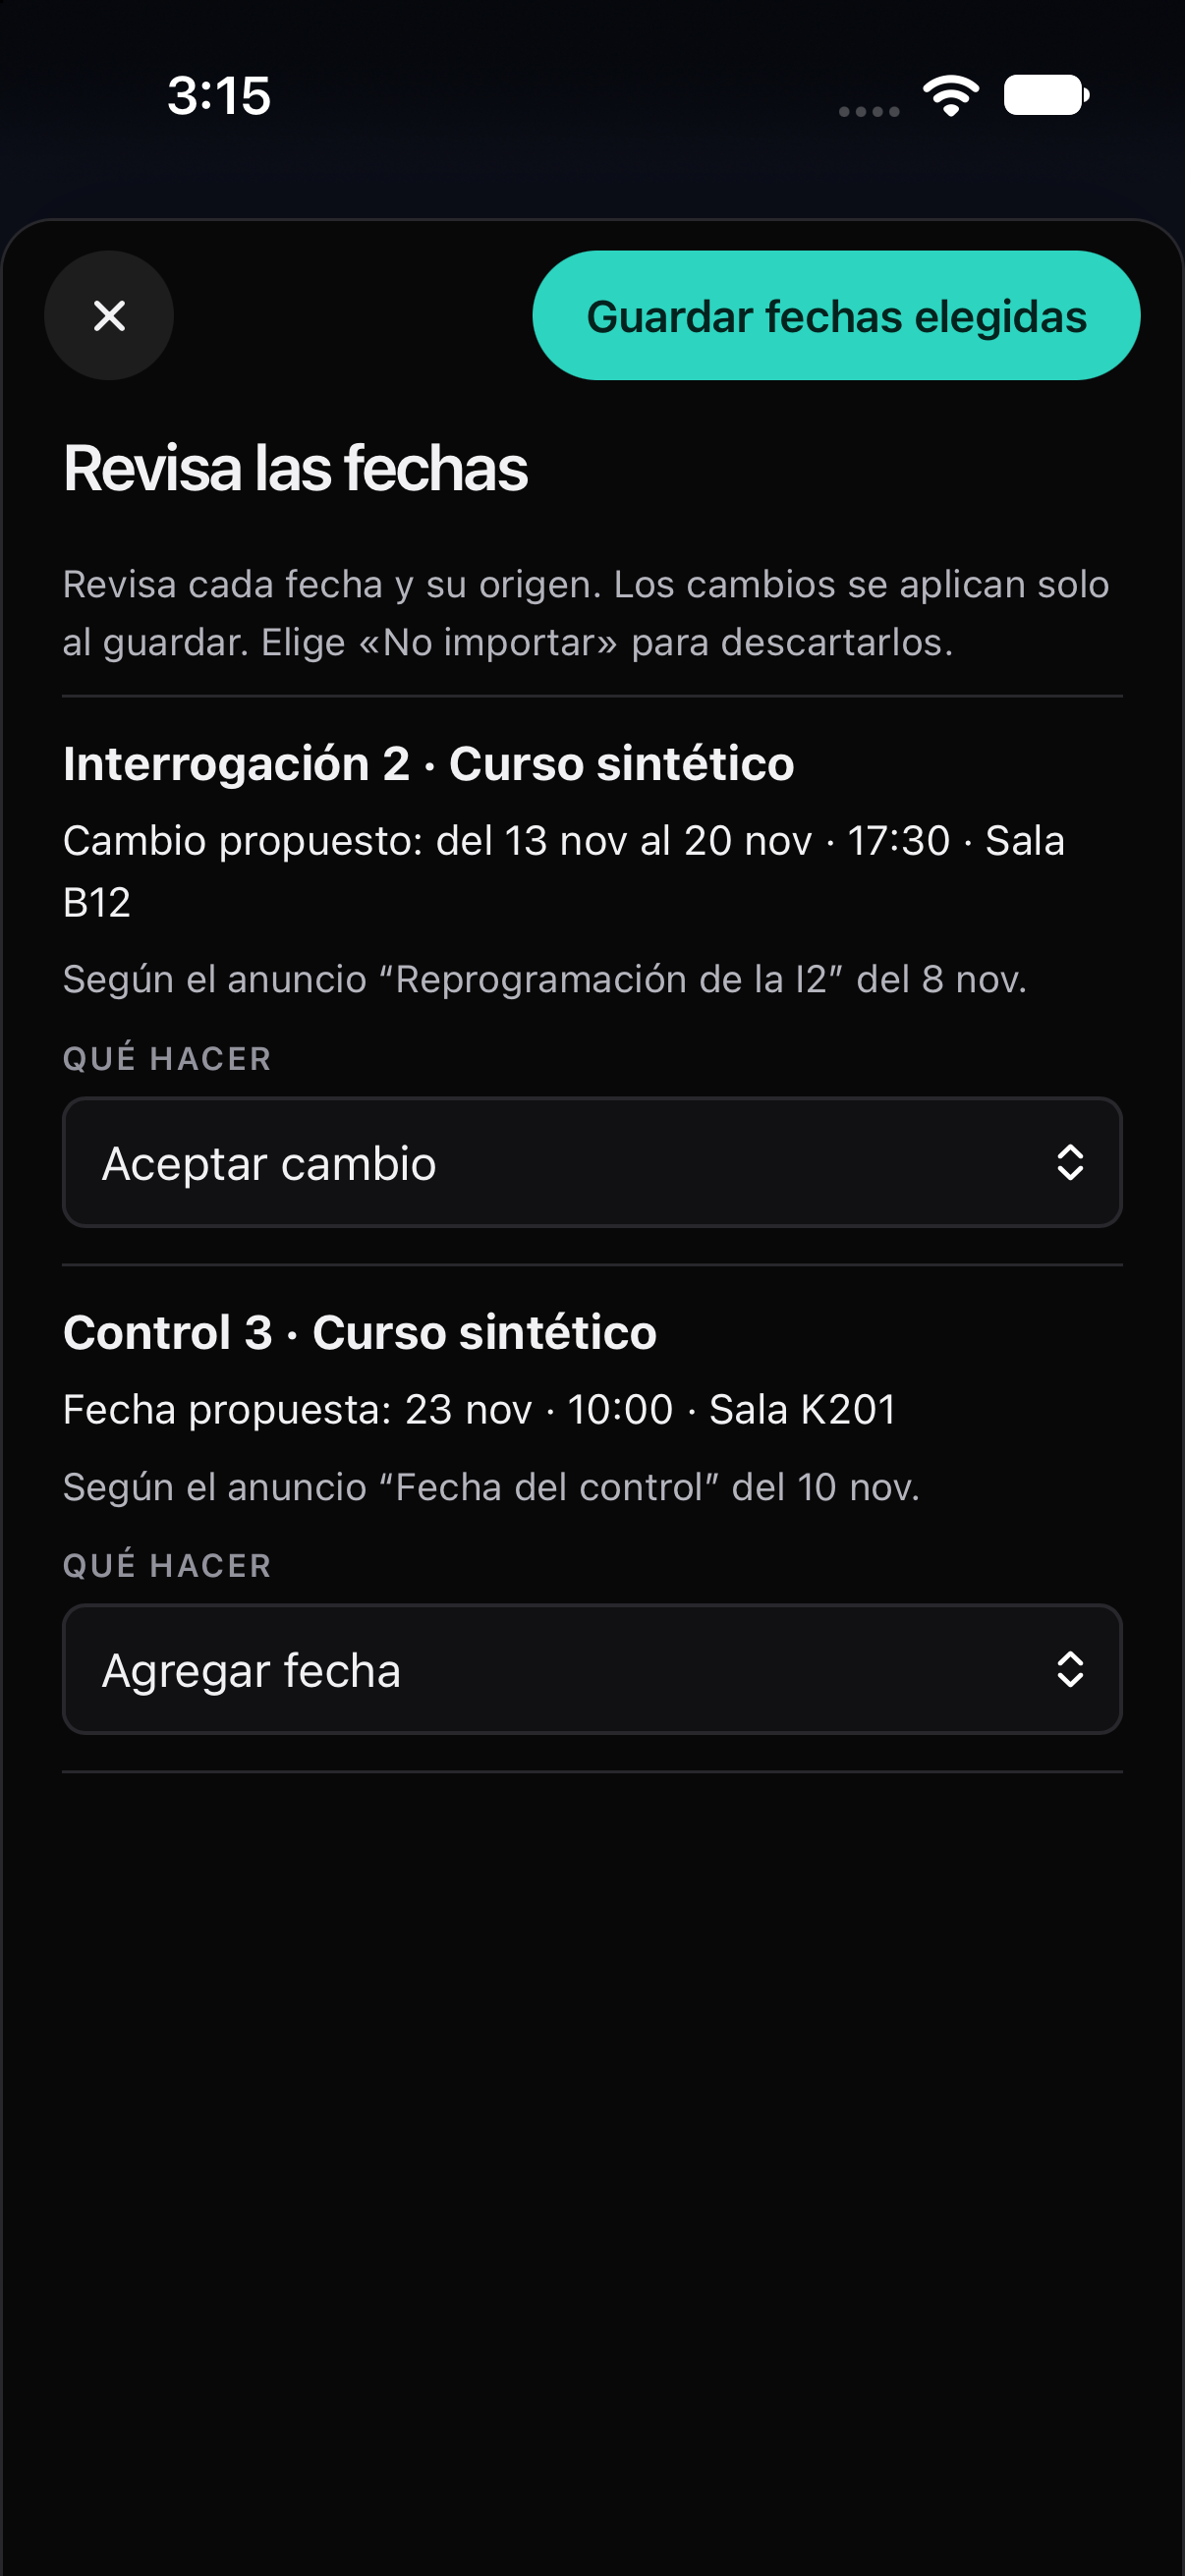 3:15
Guardar fechas elegidas
Revisa las fechas
Revisa cada fecha y su origen. Los cambios se aplican solo
al guardar. Elige «No importar» para descartarlos.
Interrogación 2 · Curso sintético
Cambio propuesto: del 13 nov al 20 nov · 17:30 · Sala
B12
Según el anuncio “Reprogramación de la I2” del 8 nov.
QUÉ HACER
Aceptar cambio
Control 3 · Curso sintético
Fecha propuesta: 23 nov · 10:00 · Sala K201
Según el anuncio “Fecha del control” del 10 nov.
QUÉ HACER
Agregar fecha